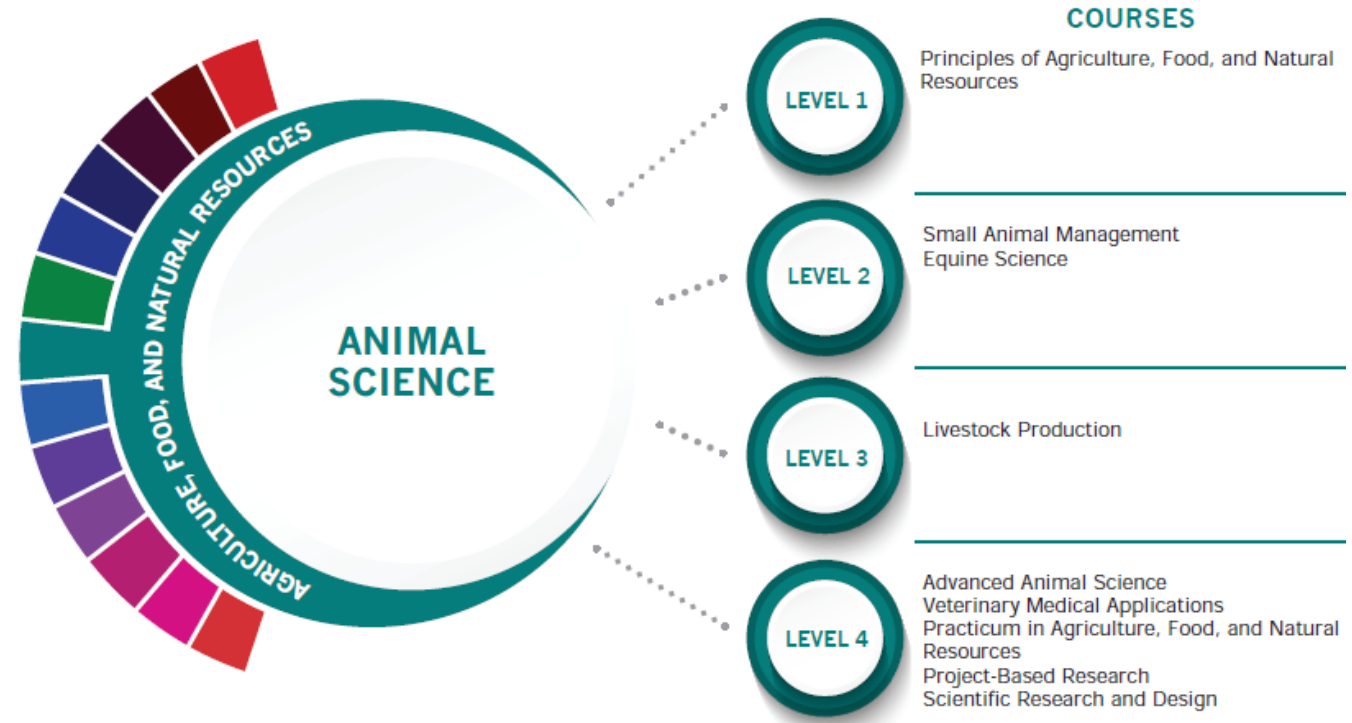 AGRICULTURE, FOOD, AND NATURAL RESOURCES
ANIMAL
SCIENCE
COURSES
LEVEL 1
Principles of Agriculture, Food, and Natural
Resources
LEVEL 2
Small Animal Management
Equine Science
LEVEL 3
Livestock Production
LEVEL 4
Advanced Animal Science
Veterinary Medical Applications
Practicum in Agriculture, Food, and Natural
Resources
Project-Based Research
Scientific Research and Design